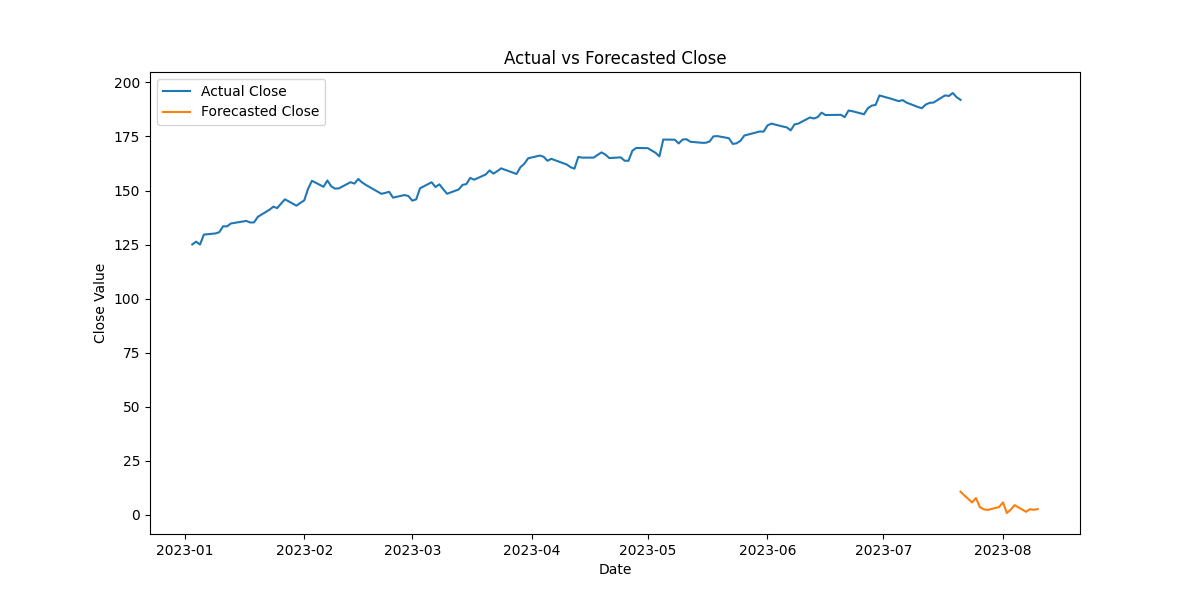 Actual vs Forecasted Close
Actual Close
Forecasted Close
200
175
150
125
100
75
50
25
0
Close Value
2023-01 2023-02 2023-03 2023-04 2023-05 2023-06 2023-07 2023-08
Date